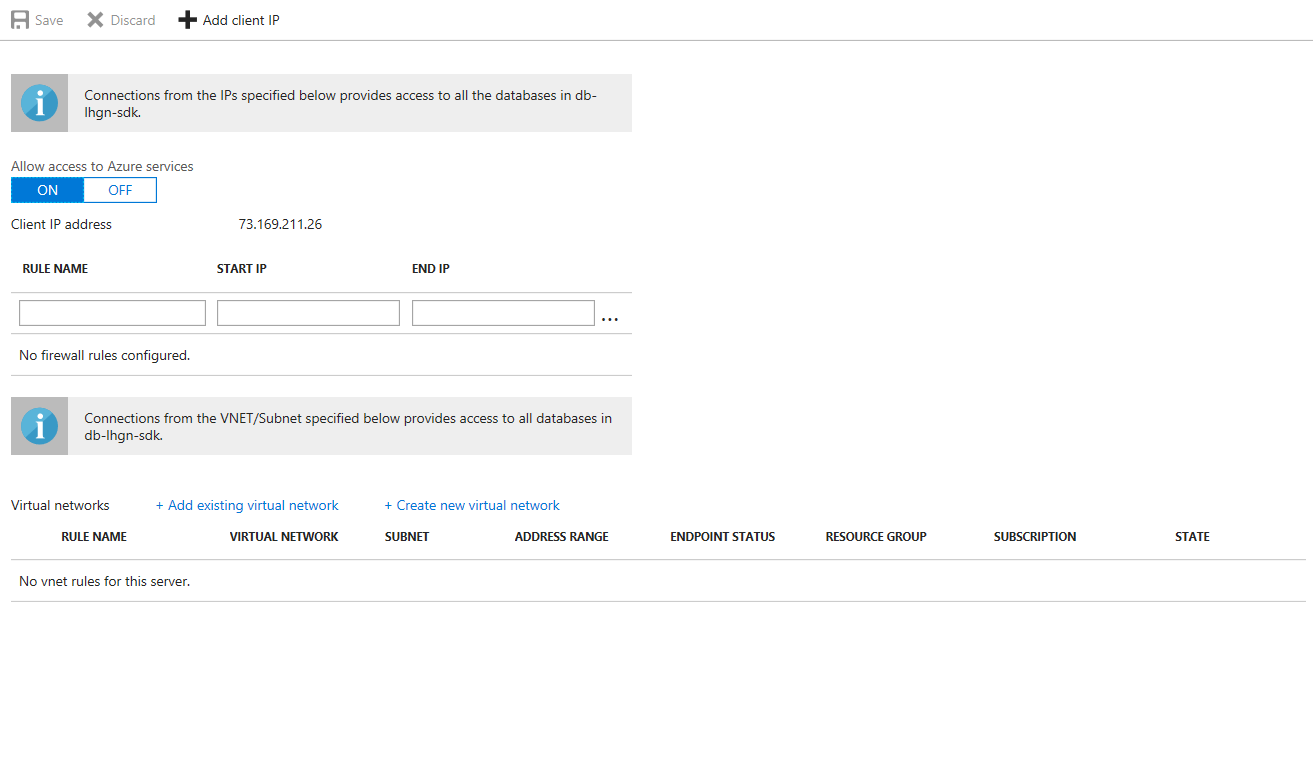 Save Discard Add client IP
Connections from the IPs specified below provides access to all the databases in db-
lhgn-sdk.
Allow access to Azure services
ON OFF
Client IP address 73.169.211.26
RULE NAME START IP END IP
...
No firewall rules configured.
Connections from the VNET/Subnet specified below provides access to all databases in
db-lhgn-sdk.
Virtual networks + Add existing virtual network + Create new virtual network
RULE NAME VIRTUAL NETWORK SUBNET ADDRESS RANGE ENDPOINT STATUS RESOURCE GROUP SUBSCRIPTION STATE
No vnet rules for this server.